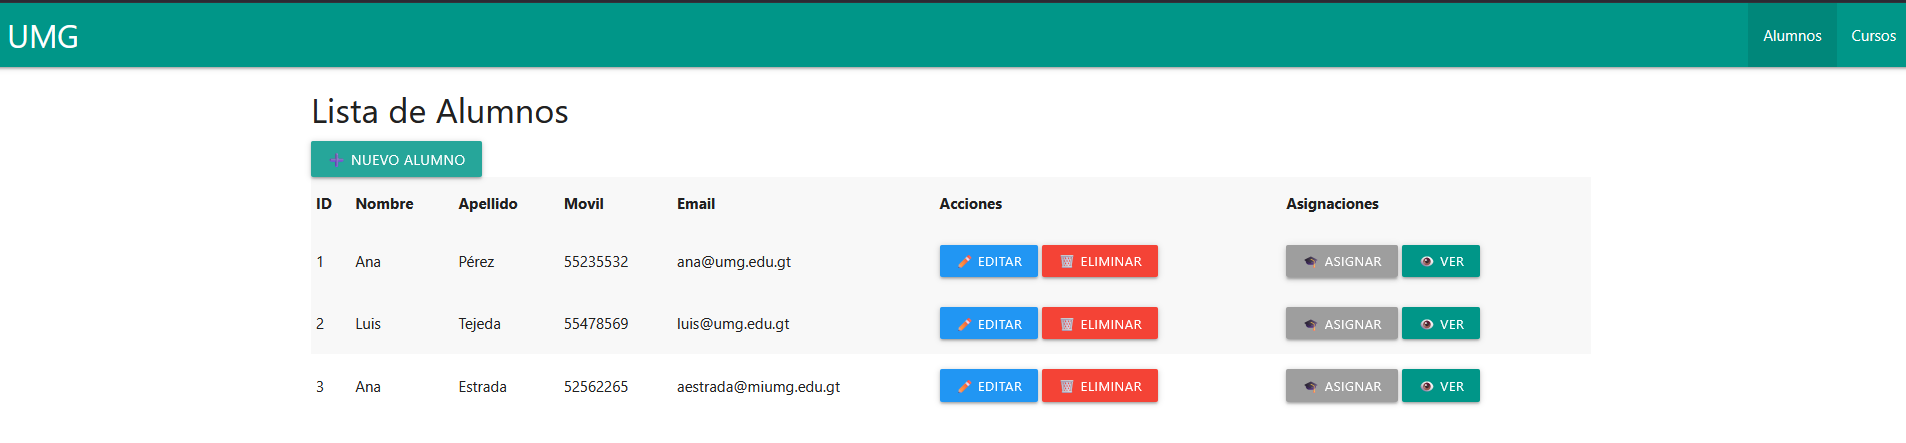 UMG Alumnos Cursos
Lista de Alumnos
NUEVO ALUMNO
ID Nombre Apellido Movil Email Acciones Asignaciones
1 Ana Pérez 55235532 ana@umg.edu.gt EDITAR ELIMINAR ASIGNAR VER
2 Luis Tejeda 55478569 luis@umg.edu.gt EDITAR ELIMINAR ASIGNAR VER
3 Ana Estrada 52562265 aestrada@miumg.edu.gt EDITAR ELIMINAR ASIGNAR VER